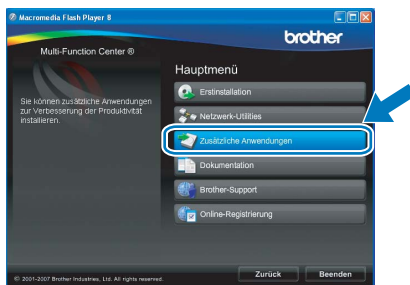 Macromedia Flash Player 8
brother
Multi-Function Center ®
Hauptmenü
Erstinstallation
Sie können zusätzliche Anwendungen
zur Verbesserung der Produktivität
installieren.
Netzwerk-Utilities
Zusätzliche Anwendungen
Dokumentation
Brother-Support
Online-Registrierung
© 2001-2007 Brother Industries, Ltd. All rights reserved.
Zurück
Beenden